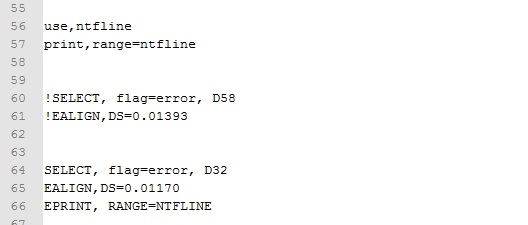 55
56 use,ntfline
57 print,range=ntfline
58
59
60 !SELECT, flag=error, D58
61 !EALIGN,DS=0.01393
62
63
64 SELECT, flag=error, D32
65 EALIGN,DS=0.01170
66 EPRINT, RANGE=NTFLINE
67